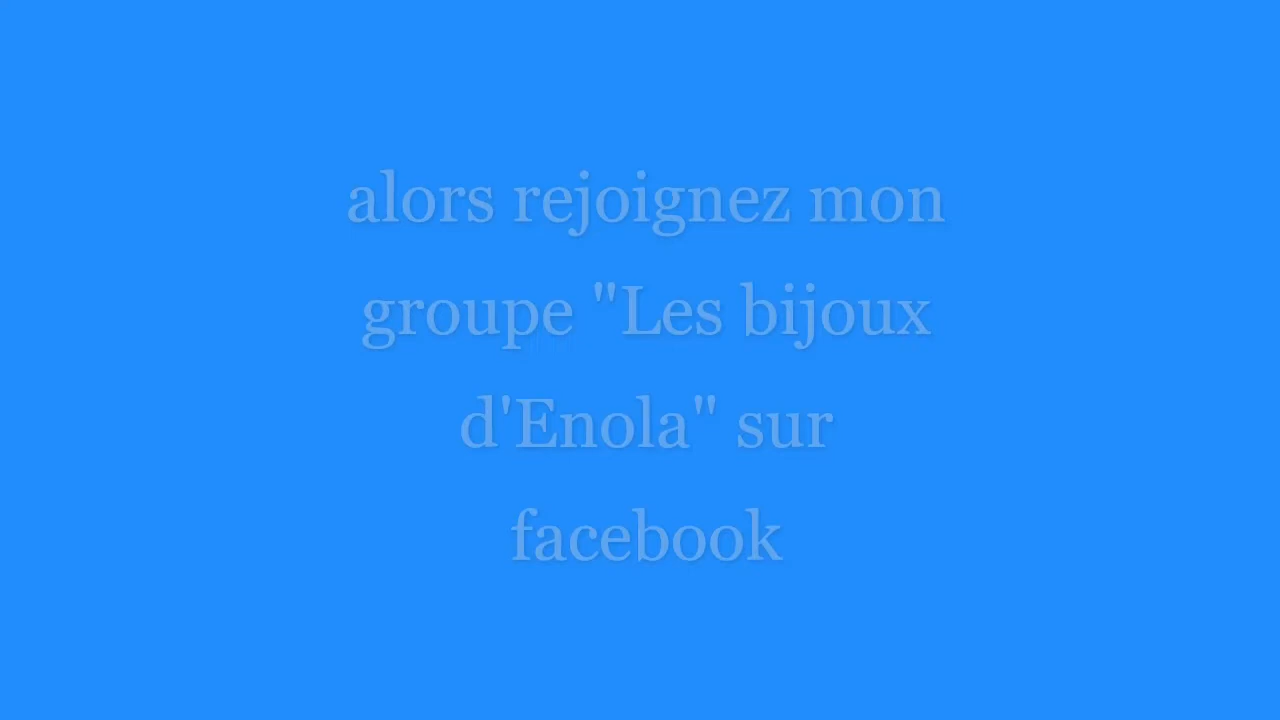 alors rejoignez mon
groupe "Les bijoux
d'Enola" sur
facebook